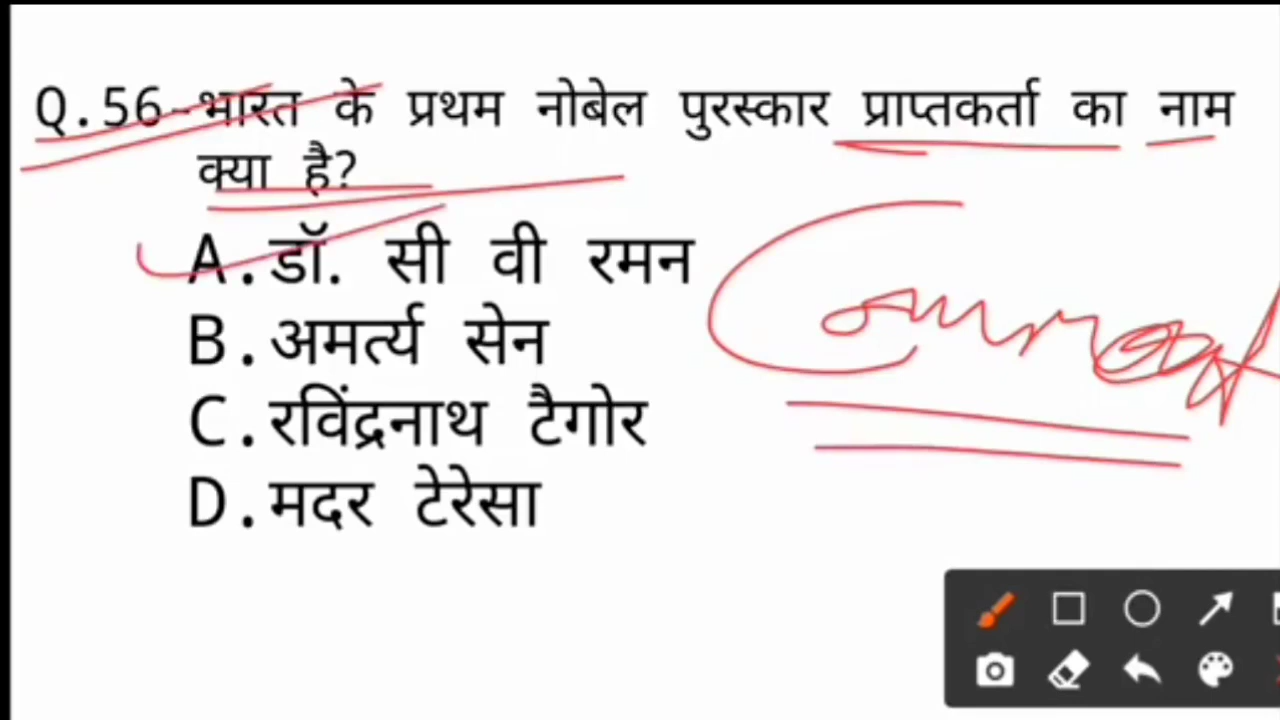 Q.56-भारत के प्रथम नोबेल पुरस्कार प्राप्तकर्ता का नाम
क्या है?
A.डॉ. सी वी रमन
B.अमर्त्य सेन
C.रविंद्रनाथ टैगोर
D.मदर टेरेसा